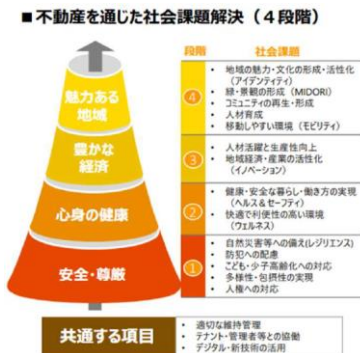 ■不動産を通じた社会課題解決（４段階）
段階 社会課題
魅力ある
地域
豊かな
経済
心身の健康
安全・尊厳
4
• 地域の魅力・文化の形成・活性化
（アイデンティティ）
• 緑・景観の形成（MIDORI）
• コミュニティの再生・形成
• 人材育成
• 移動しやすい環境（モビリティ）
3
• 人材活躍と生産性向上
• 地域経済・産業の活性化
（イノベーション）
2
• 健康・安全な暮らし・働き方の実現
（ヘルス＆セーフティ）
• 快適で利便性の高い環境
（ウェルネス）
1
• 自然災害等への備え(レジリエンス)
• 防犯への配慮
• こども・少子高齢化への対応
• 多様性・包摂性の実現
• 人権への対応
共通する項目
• 適切な維持管理
• テナント・管理者等との協働
• デジタル・新技術の活用